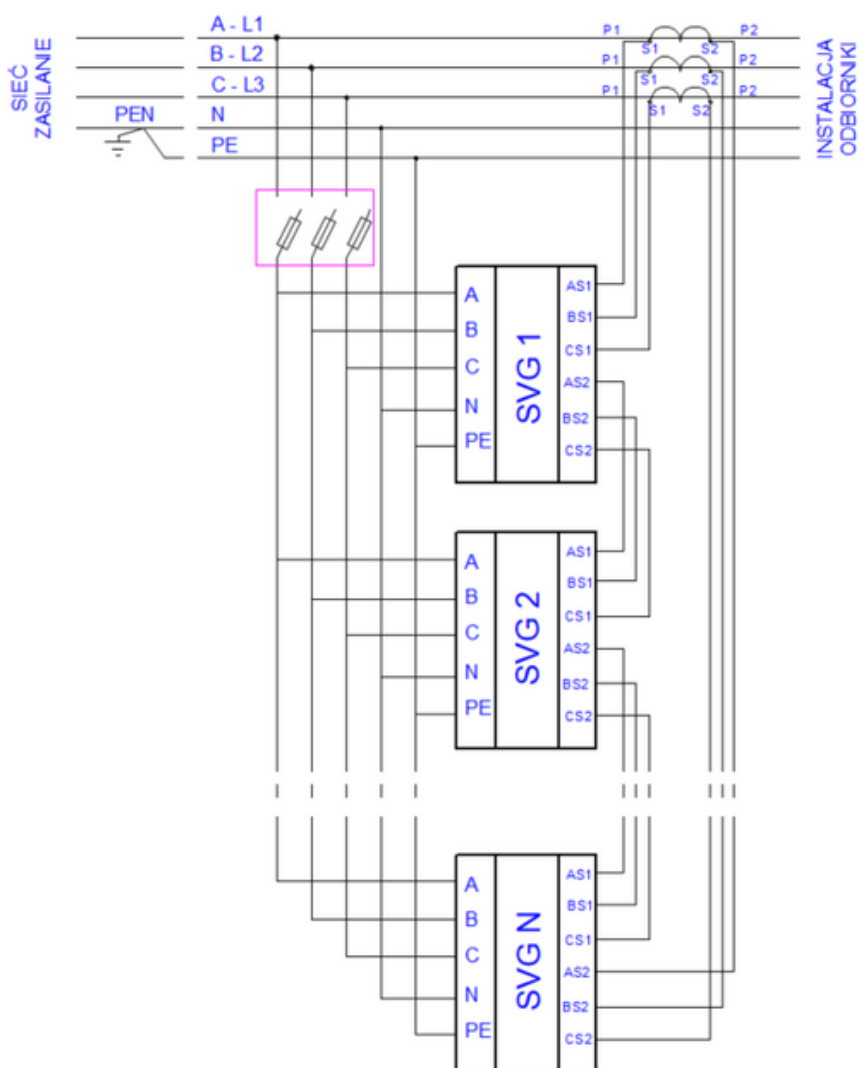 SIEĆ
ZASILANIE
A - L1
B - L2
C - L3
PEN
N
PE
P1
P2
S1
S2
P1
P2
S1
S2
P1
P2
S1
S2
INSTALACJA
ODBIORNIKI
A
B
C
N
PE
SVG 1
AS1
BS1
CS1
AS2
BS2
CS2
A
B
C
N
PE
SVG 2
AS1
BS1
CS1
AS2
BS2
CS2
A
B
C
N
PE
SVG N
AS1
BS1
CS1
AS2
BS2
CS2